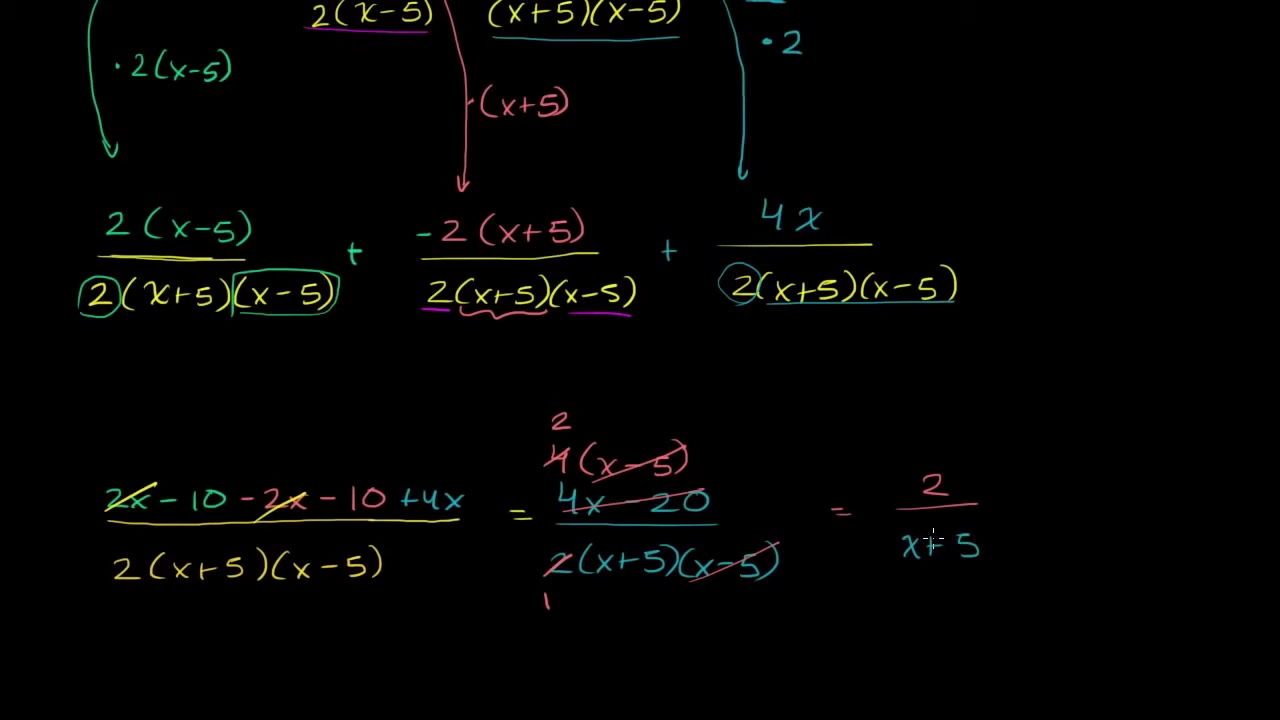 2(x-5) (x+5)(x-5)
· 2(x-5) · (x+5) · 2
2(x-5) + -2(x+5) + 4x
2(x+5)(x-5) 2(x+5)(x-5) 2(x+5)(x-5)
2
4(x-5)
2x - 10 - 2x - 10 + 4x = 4x - 20 = 2
2(x+5)(x-5) 2(x+5)(x-5) x+5
1